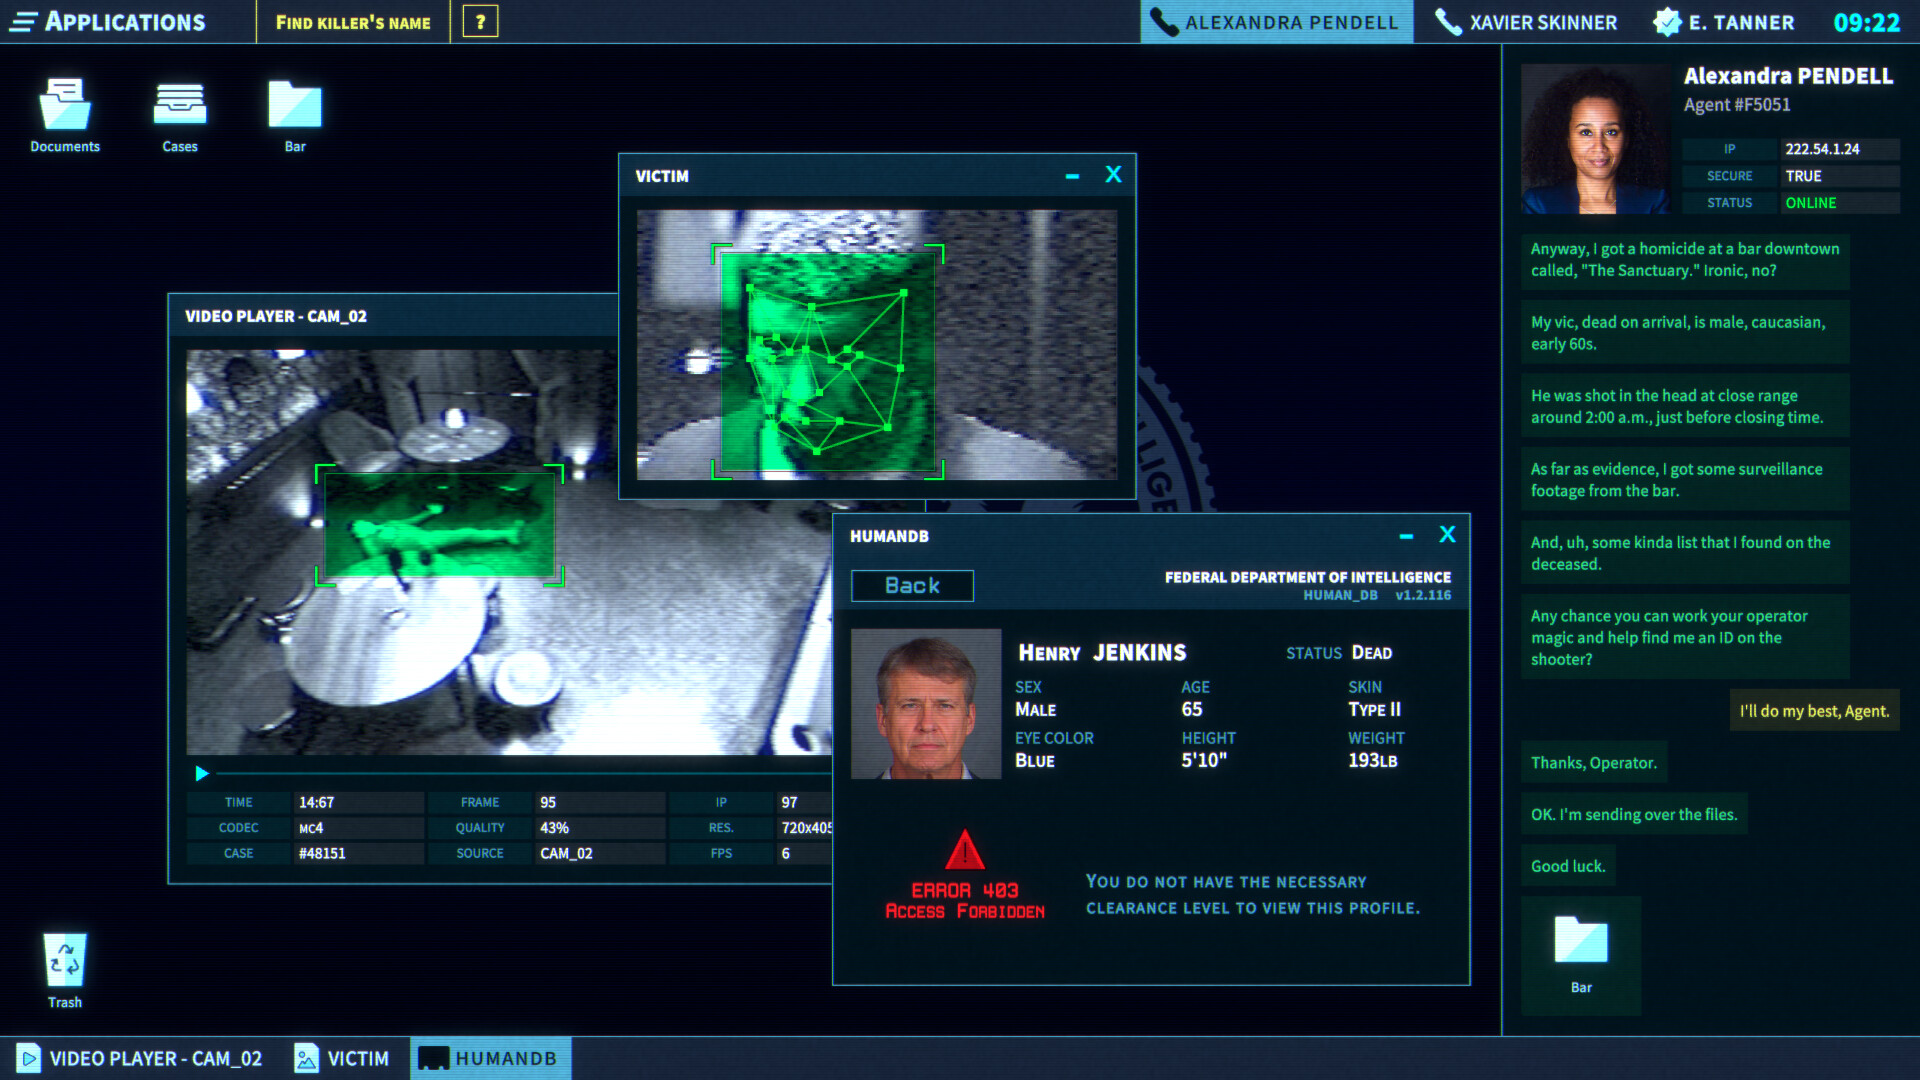 APPLICATIONS
FIND KILLER'S NAME
?
ALEXANDRA PENDELL
XAVIER SKINNER
E. TANNER
09:22
Documents
Cases
Bar
VICTIM
VIDEO PLAYER - CAM_02
TIME 14:67 FRAME 95 IP 97
CODEC MC4 QUALITY 43% RES. 720x405
CASE #48151 SOURCE CAM_02 FPS 6
HUMANDB
Back
FEDERAL DEPARTMENT OF INTELLIGENCE
HUMAN_DB v1.2.116
HENRY JENKINS STATUS DEAD
SEX AGE SKIN
MALE 65 TYPE II
EYE COLOR HEIGHT WEIGHT
BLUE 5'10" 193LB
ERROR 403
ACCESS FORBIDDEN
YOU DO NOT HAVE THE NECESSARY
CLEARANCE LEVEL TO VIEW THIS PROFILE.
Alexandra PENDELL
Agent #F5051
IP 222.54.1.24
SECURE TRUE
STATUS ONLINE
Anyway, I got a homicide at a bar downtown
called, "The Sanctuary." Ironic, no?
My vic, dead on arrival, is male, caucasian,
early 60s.
He was shot in the head at close range
around 2:00 a.m., just before closing time.
As far as evidence, I got some surveillance
footage from the bar.
And, uh, some kinda list that I found on the
deceased.
Any chance you can work your operator
magic and help find me an ID on the
shooter?
I'll do my best, Agent.
Thanks, Operator.
OK. I'm sending over the files.
Good luck.
Bar
Trash
VIDEO PLAYER - CAM_02
VICTIM
HUMANDB